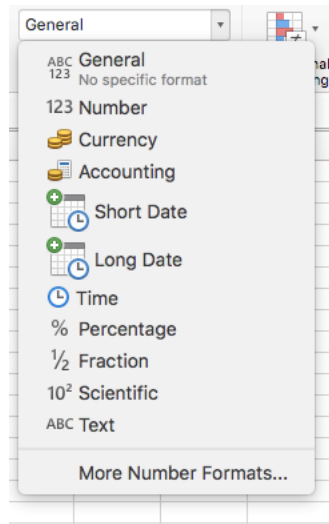 General
ABC
123
General
No specific format
123 Number
Currency
Accounting
Short Date
Long Date
Time
% Percentage
½ Fraction
10² Scientific
ABC Text
More Number Formats...